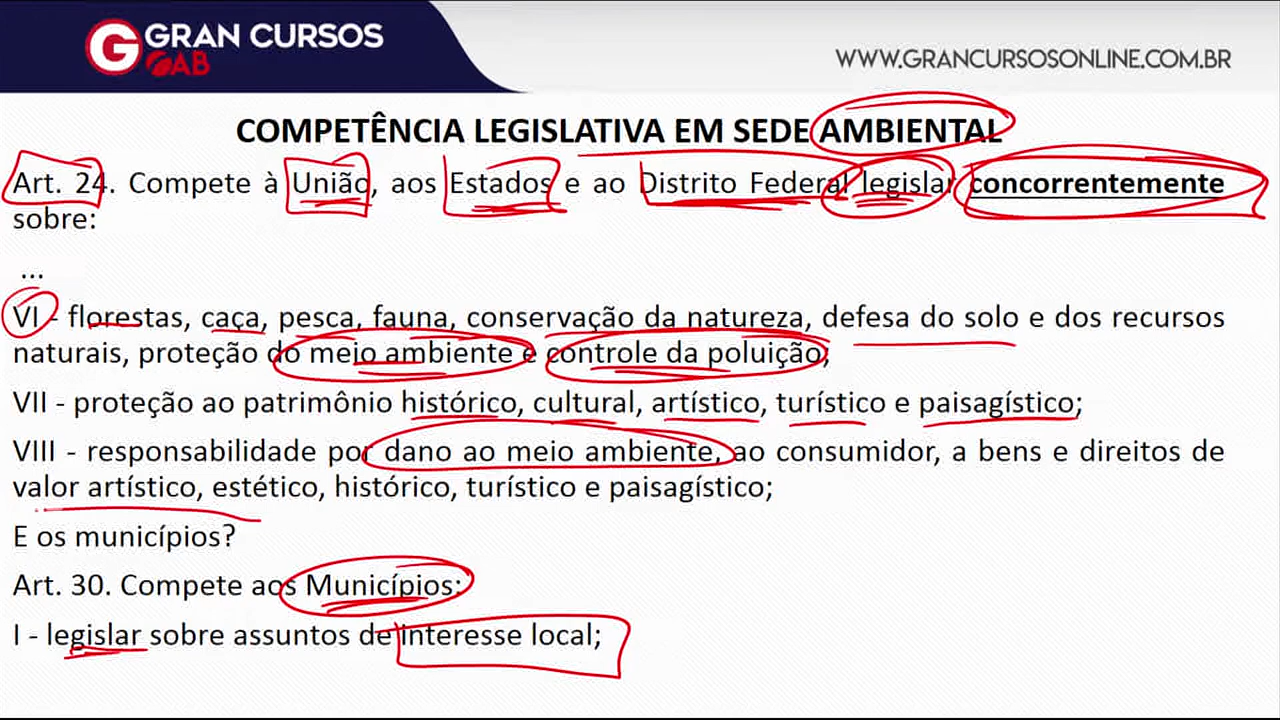 GRAN CURSOS
OAB
WWW.GRANCURSOSONLINE.COM.BR
COMPETÊNCIA LEGISLATIVA EM SEDE AMBIENTAL
Art. 24. Compete à União, aos Estados e ao Distrito Federal legislar concorrentemente
sobre:
...
VI - florestas, caça, pesca, fauna, conservação da natureza, defesa do solo e dos recursos
naturais, proteção do meio ambiente e controle da poluição;
VII - proteção ao patrimônio histórico, cultural, artístico, turístico e paisagístico;
VIII - responsabilidade por dano ao meio ambiente, ao consumidor, a bens e direitos de
valor artístico, estético, histórico, turístico e paisagístico;
E os municípios?
Art. 30. Compete aos Municípios:
I - legislar sobre assuntos de interesse local;